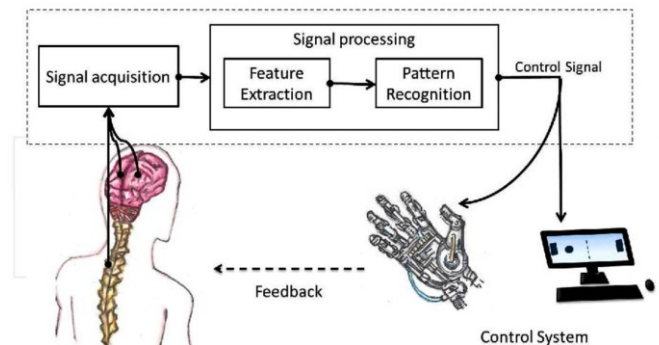 Signal processing
Signal acquisition
Feature
Extraction
Pattern
Recognition
Control Signal
Feedback
Control System